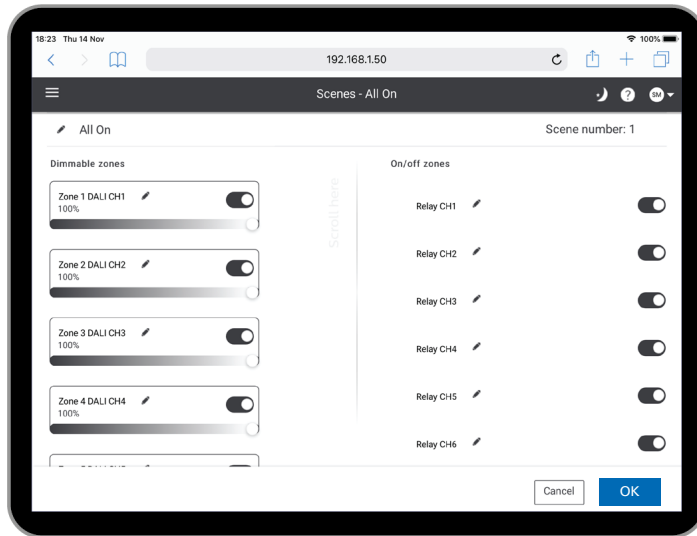 18:23 Thu 14 Nov
100%
192.168.1.50
Scenes - All On
?
SM
All On
Scene number: 1
Dimmable zones
On/off zones
Scroll here
Zone 1 DALI CH1
100%
Relay CH1
Zone 2 DALI CH2
100%
Relay CH2
Zone 3 DALI CH3
100%
Relay CH3
Relay CH4
Zone 4 DALI CH4
100%
Relay CH5
Relay CH6
Cancel
OK